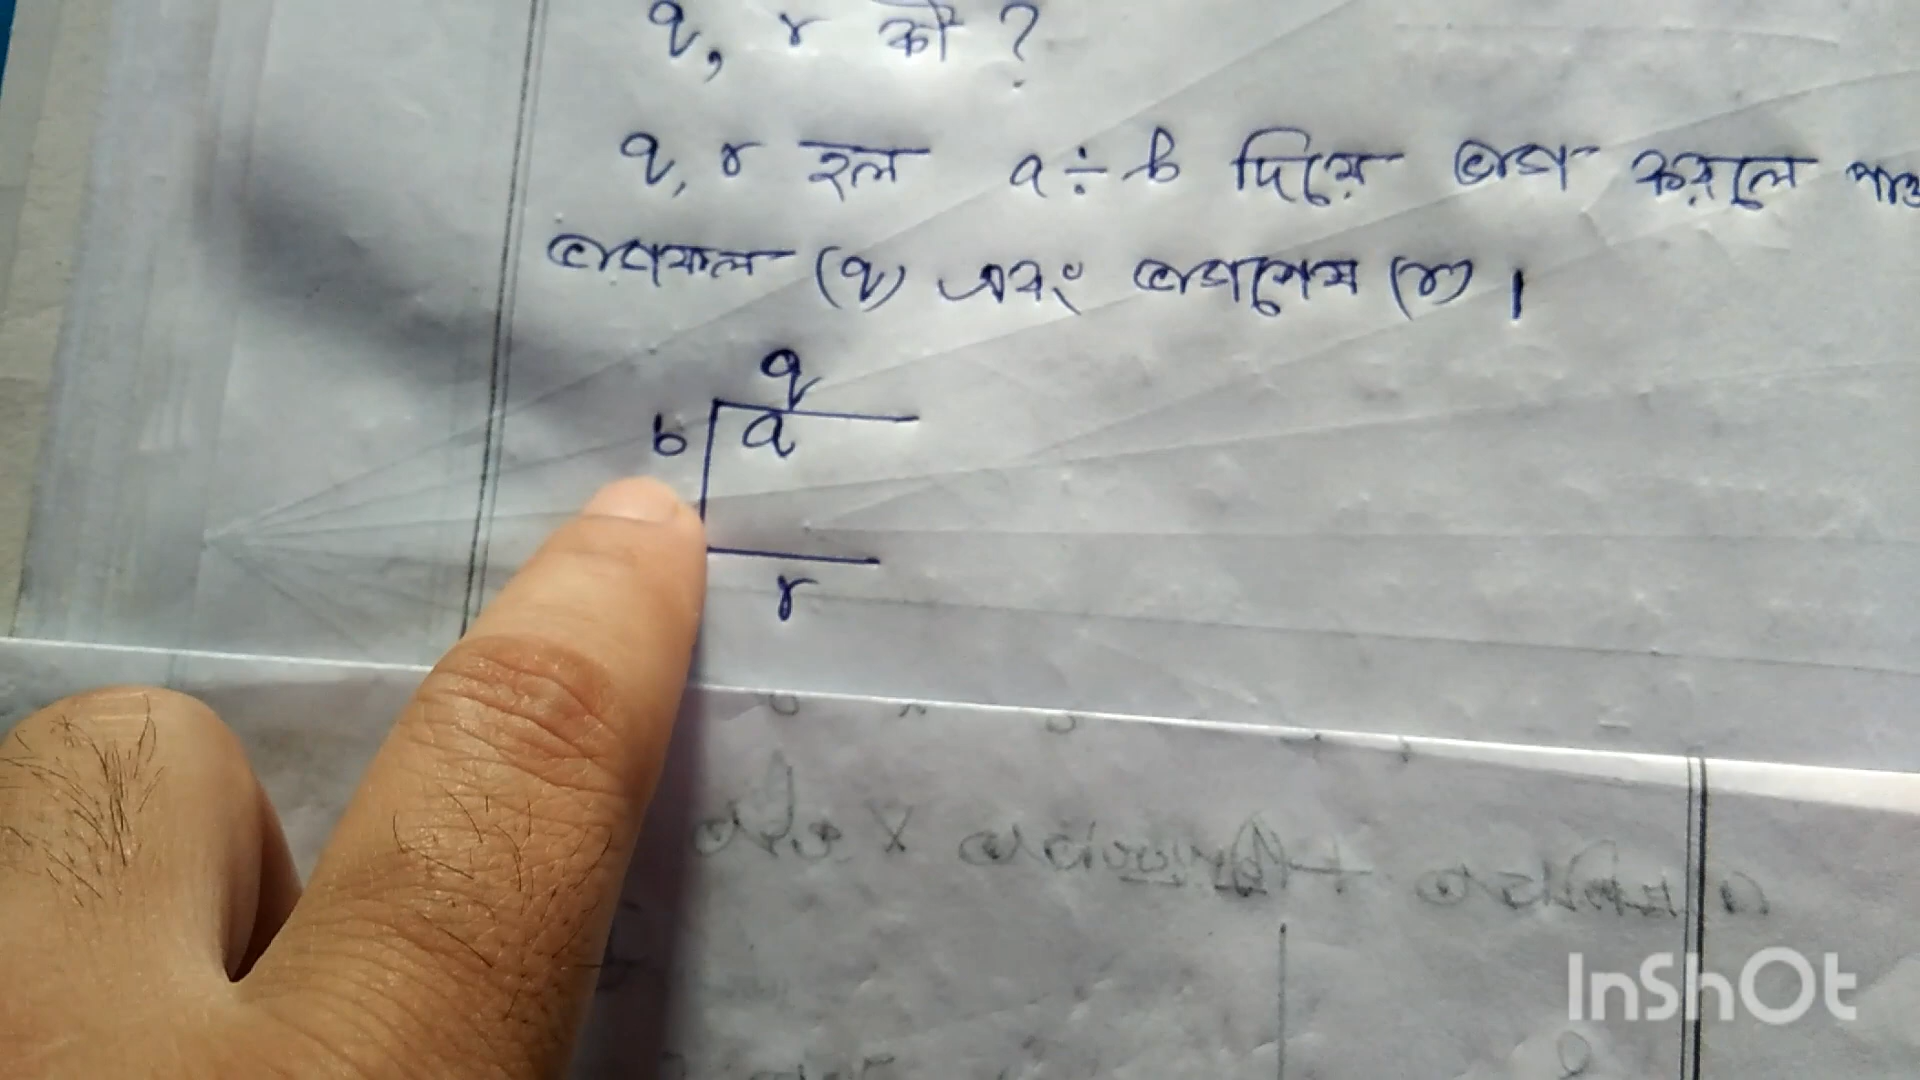 q, r কী ?
q, r হল a ÷ b দিয়ে ভাগ করলে
ভাগফল (q) এবং ভাগশেষ (r) ।
q
b a
r
InShOt